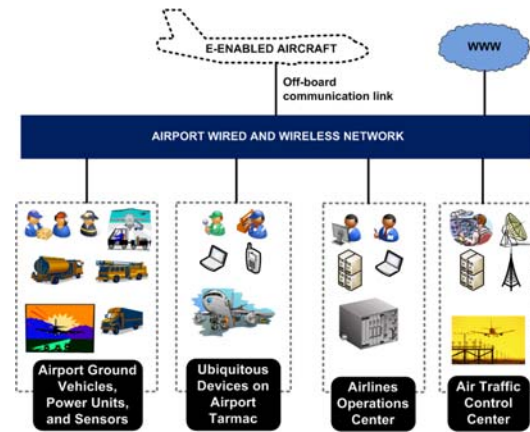 E-ENABLED AIRCRAFT
WWW
Off-board
communication link
AIRPORT WIRED AND WIRELESS NETWORK
Airport Ground
Vehicles,
Power Units,
and Sensors
Ubiquitous
Devices on
Airport
Tarmac
Airlines
Operations
Center
Air Traffic
Control
Center